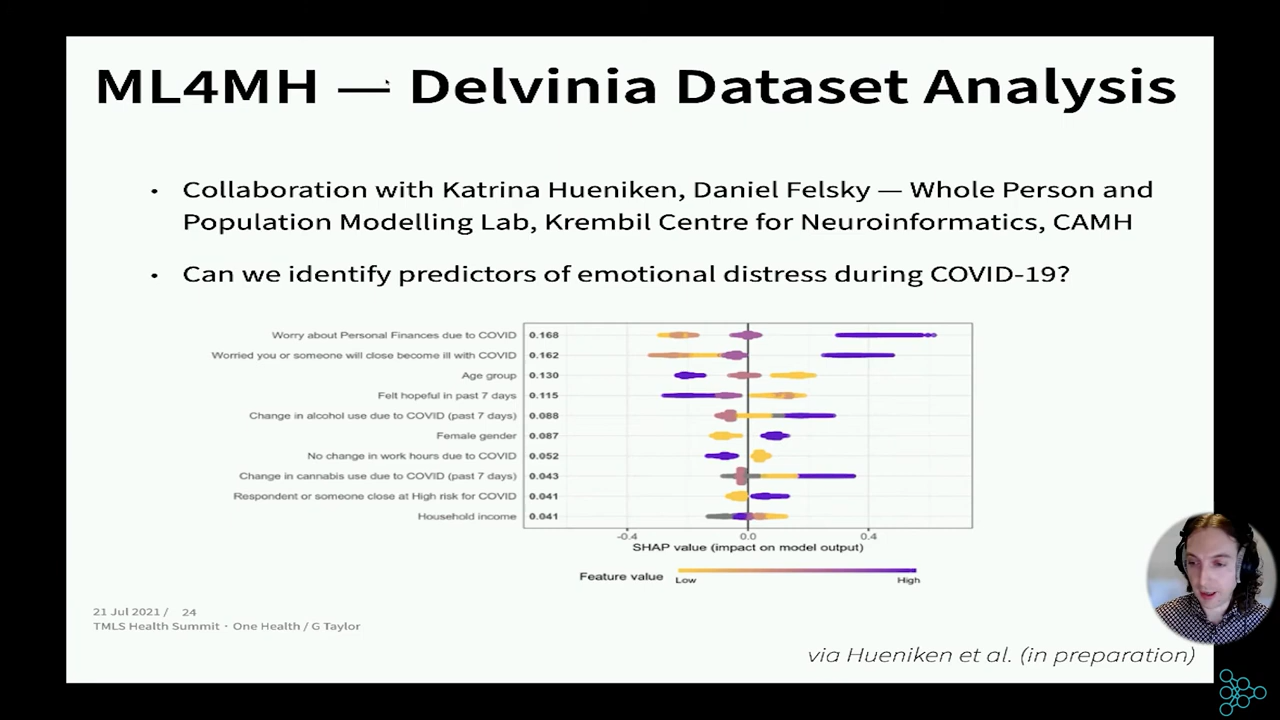 ML4MH — Delvinia Dataset Analysis
• Collaboration with Katrina Hueniken, Daniel Felsky — Whole Person and
Population Modelling Lab, Krembil Centre for Neuroinformatics, CAMH
• Can we identify predictors of emotional distress during COVID-19?
Worry about Personal Finances due to COVID 0.168
Worried you or someone will close become ill with COVID 0.162
Age group 0.130
Felt hopeful in past 7 days 0.115
Change in alcohol use due to COVID (past 7 days) 0.088
Female gender 0.087
No change in work hours due to COVID 0.052
Change in cannabis use due to COVID (past 7 days) 0.043
Respondent or someone close at High risk for COVID 0.041
Household income 0.041
-0.4 0.0 0.4
SHAP value (impact on model output)
Feature value Low High
21 Jul 2021 / 24
TMLS Health Summit · One Health / G Taylor
via Hueniken et al. (in preparation)